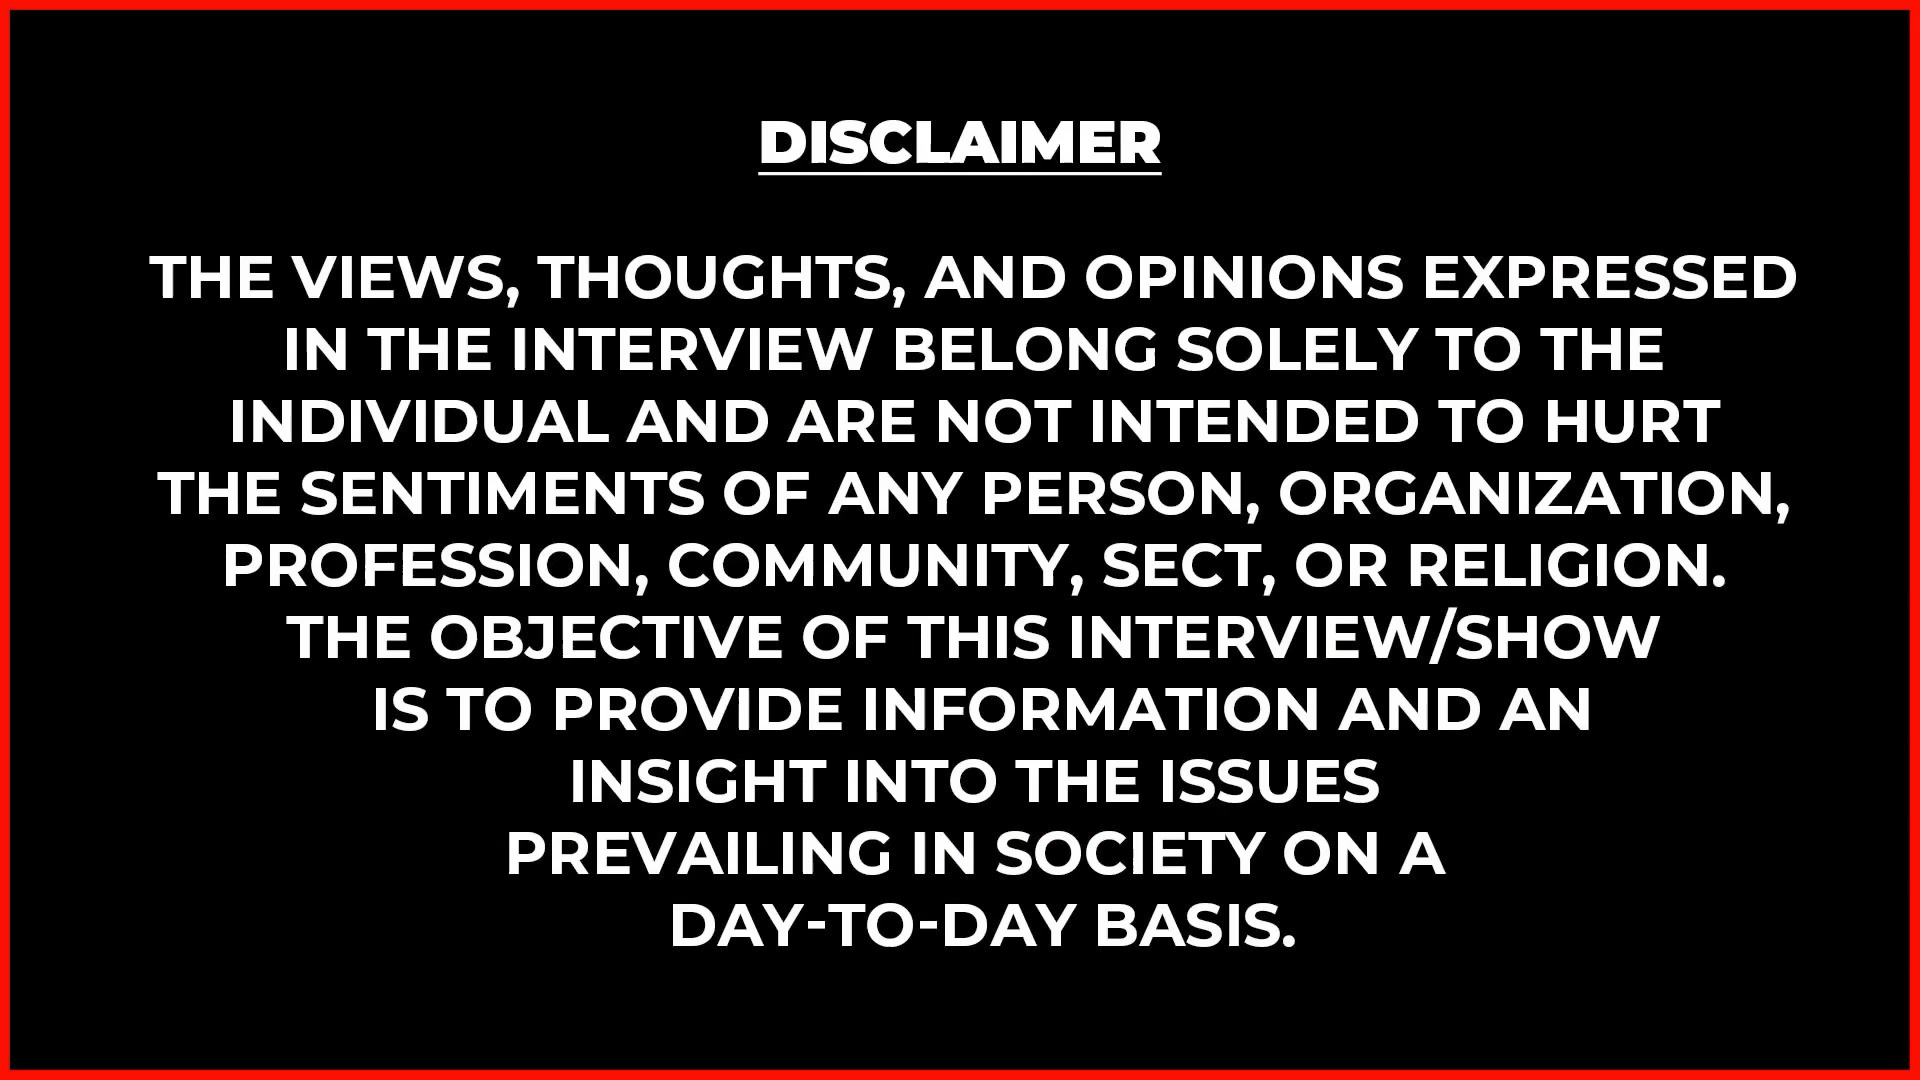 DISCLAIMER
THE VIEWS, THOUGHTS, AND OPINIONS EXPRESSED
IN THE INTERVIEW BELONG SOLELY TO THE
INDIVIDUAL AND ARE NOT INTENDED TO HURT
THE SENTIMENTS OF ANY PERSON, ORGANIZATION,
PROFESSION, COMMUNITY, SECT, OR RELIGION.
THE OBJECTIVE OF THIS INTERVIEW/SHOW
IS TO PROVIDE INFORMATION AND AN
INSIGHT INTO THE ISSUES
PREVAILING IN SOCIETY ON A
DAY-TO-DAY BASIS.